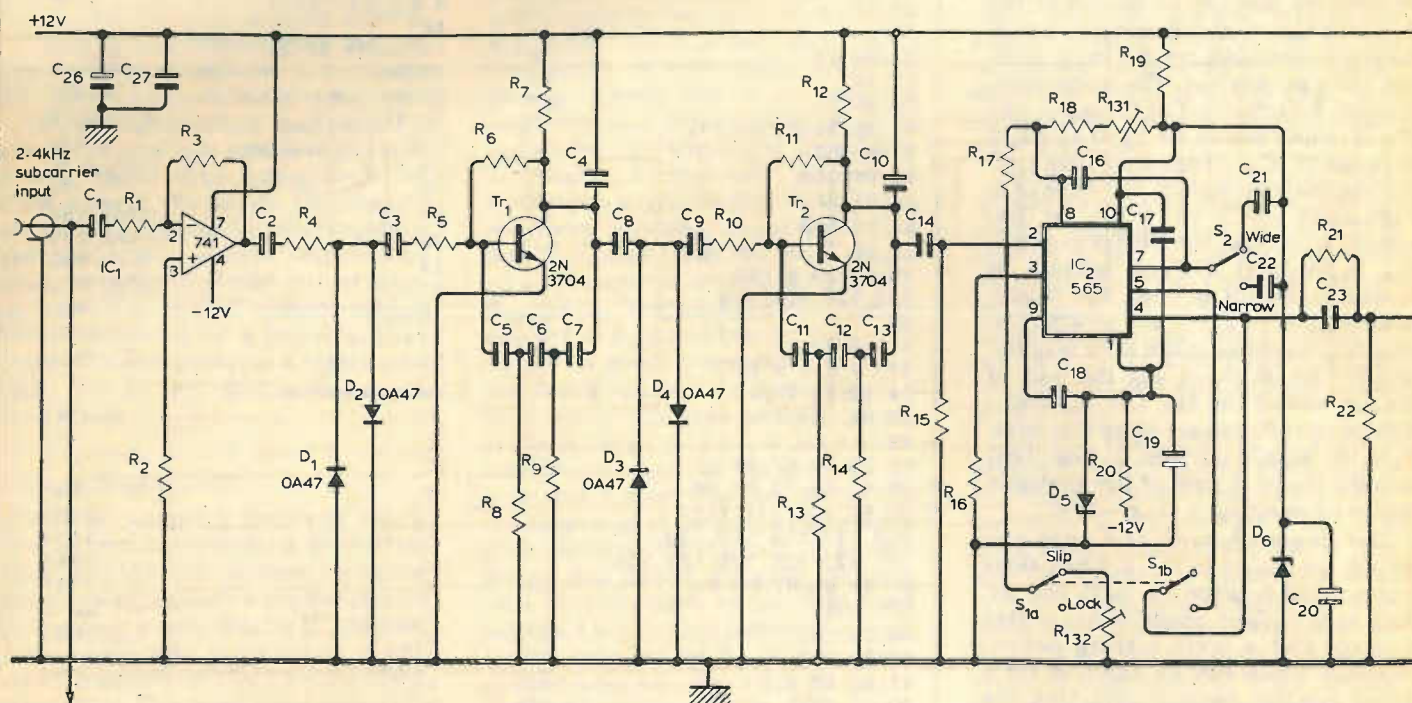 +12V
C26
C27
R3
2·4kHz
subcarrier
input
C1
R1
2
3
-
+
741
7
4
IC1
-12V
C2
R4
C3
R5
R2
D1
OA47
D2
OA47
R6
R7
C4
Tr1
2N
3704
C5
C6
C7
R8
R9
C8
C9
R10
D3
OA47
D4
OA47
R11
R12
C10
Tr2
2N
3704
C11
C12
C13
R13
R14
C14
R15
R16
R17
R18
R131
R19
C16
C17
8
10
2
3
9
7
5
4
1
IC2
565
C18
C19
R20
-12V
D5
S2
Wide
Narrow
C21
C22
R21
C23
R22
Slip
Lock
S1a
S1b
R132
D6
C20